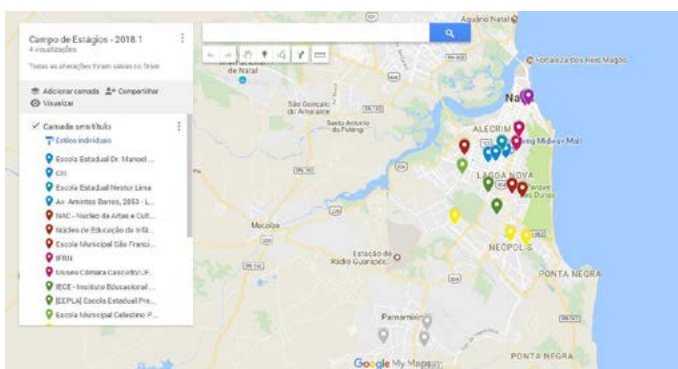 Campo de Estágios - 2018.1
4 visualizações
Todas as alterações foram salvas no Drive
Adicionar camada Compartilhar
Visualizar
Camada sem título
Estilos individuais
Escola Estadual Dr. Manoel ...
Escola Estadual Nestor Lima
Av. Amintas Barros, 2853 - L...
NAC - Núcleo de Artes e Cult...
Núcleo de Educação da Infâ...
Escola Municipal São Franci...
IFRN
Museu Câmara Cascudo/UF...
IECE - Instituto Educacional ...
[EEPLA] Escola Estadual Pre...
Escola Municipal Celestino P...
de Natal
São Gonçalo
do Amarante
Santo Antonio
do Potengi
Macaíba
Estação de
Rádio Guarapes
Parnamirim
Aquário Natal
Fortaleza dos Reis Magos
Na
ALECRIM
Midway Mall
LAGOA NOVA
Parque
das Dunas
NEÓPOLIS
PONTA NEGRA
PONTA NEGRA
Google My Maps